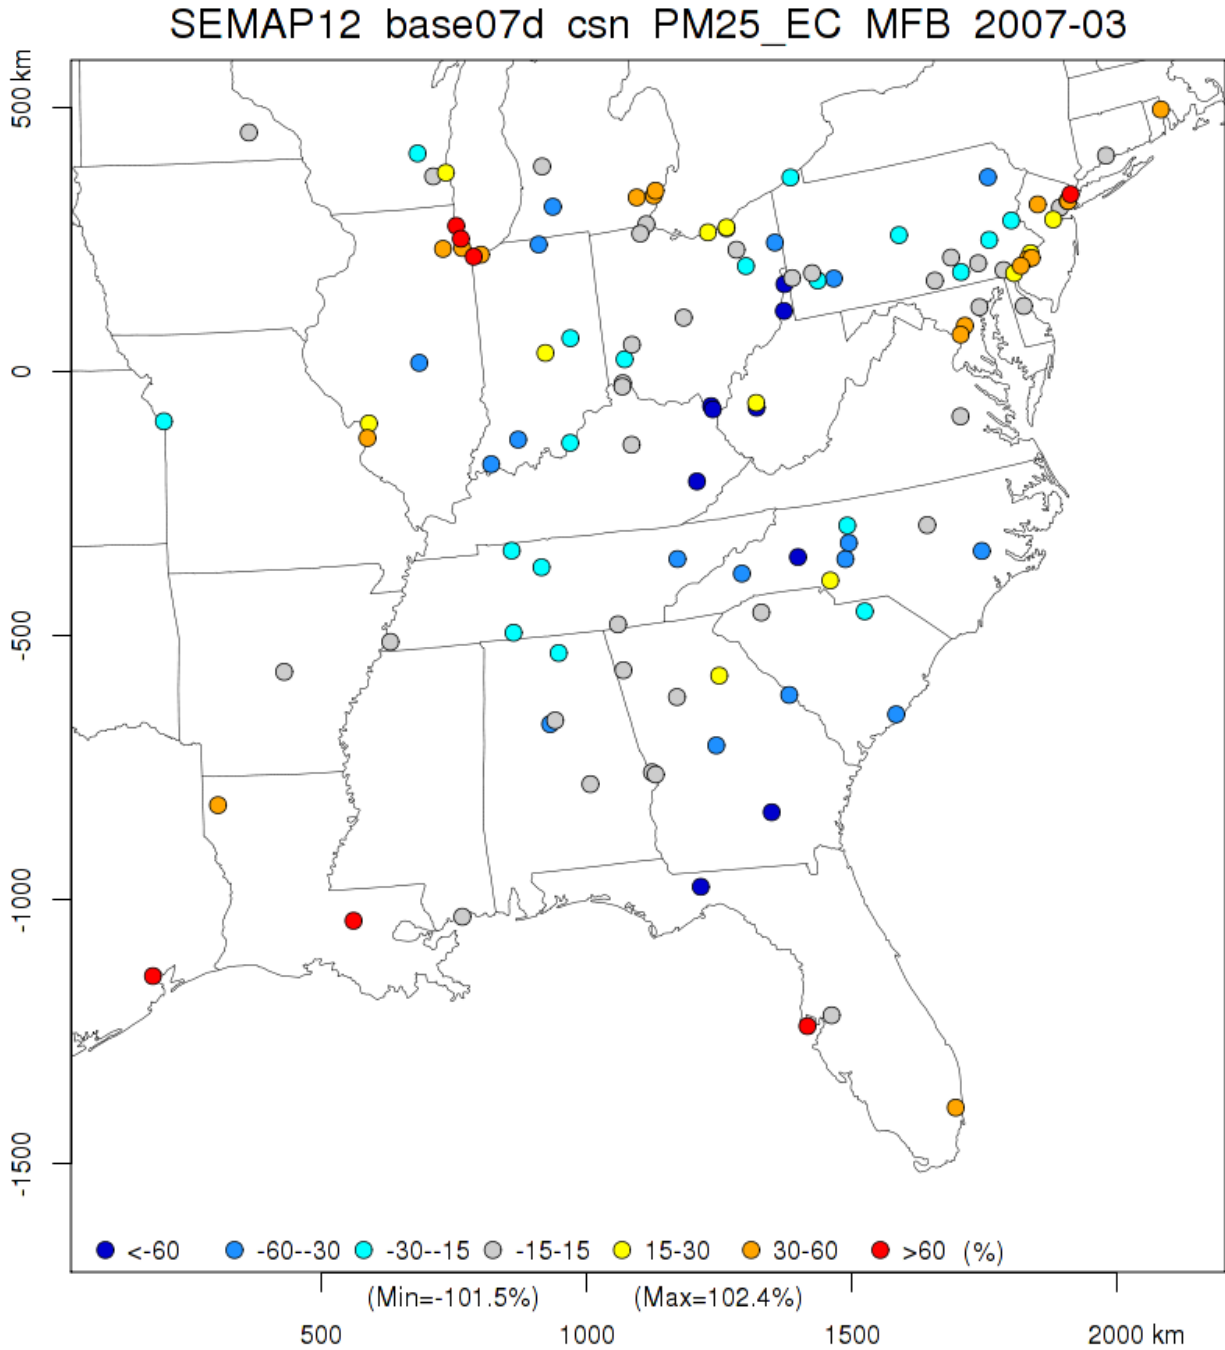 SEMAP12 base07d csn PM25_EC MFB 2007-03
500 km
0
-500
-1000
-1500
<-60 -60--30 -30--15 -15-15 15-30 30-60 >60 (%)
(Min=-101.5%) (Max=102.4%)
500 1000 1500 2000 km